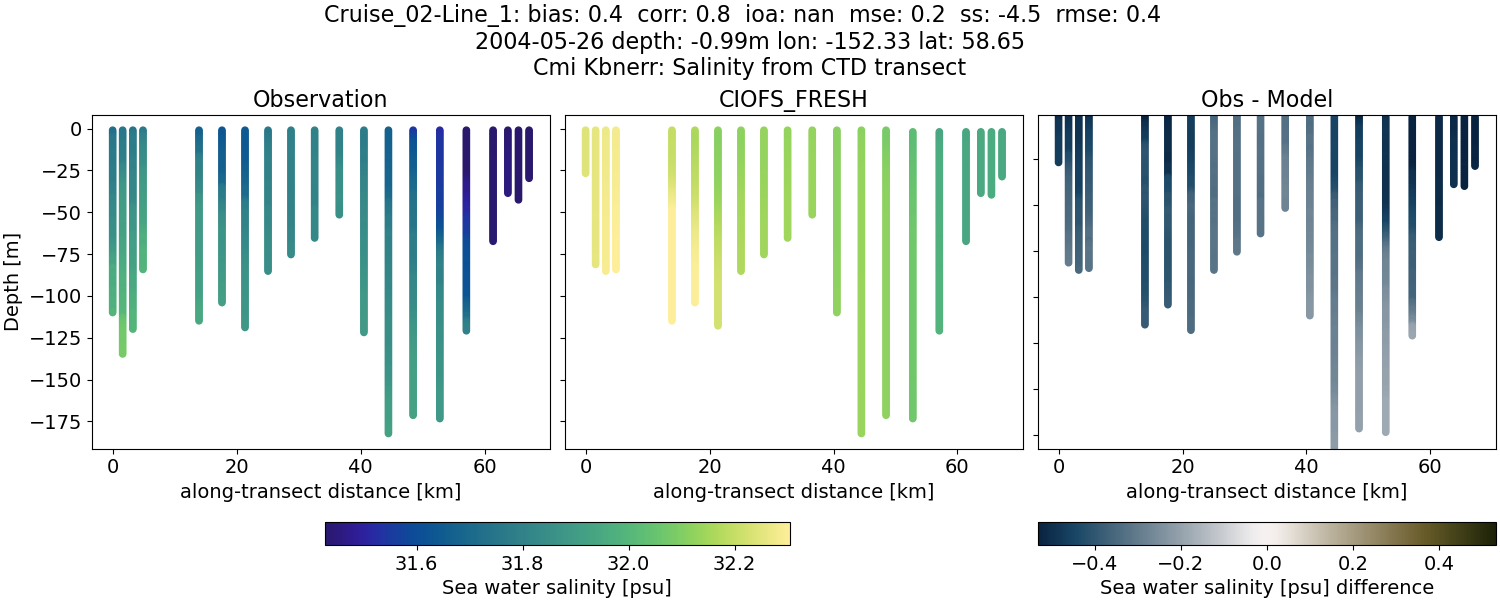 Cruise_02-Line_1: bias: 0.4  corr: 0.8  ioa: nan  mse: 0.2  ss: -4.5  rmse: 0.4
2004-05-26 depth: -0.99m lon: -152.33 lat: 58.65
Cmi Kbnerr: Salinity from CTD transect
Observation
CIOFS_FRESH
Obs - Model
Depth [m]
0
−25
−50
−75
−100
−125
−150
−175
0 20 40 60
0 20 40 60
0 20 40 60
along-transect distance [km]
along-transect distance [km]
along-transect distance [km]
31.6 31.8 32.0 32.2
Sea water salinity [psu]
−0.4 −0.2 0.0 0.2 0.4
Sea water salinity [psu] difference